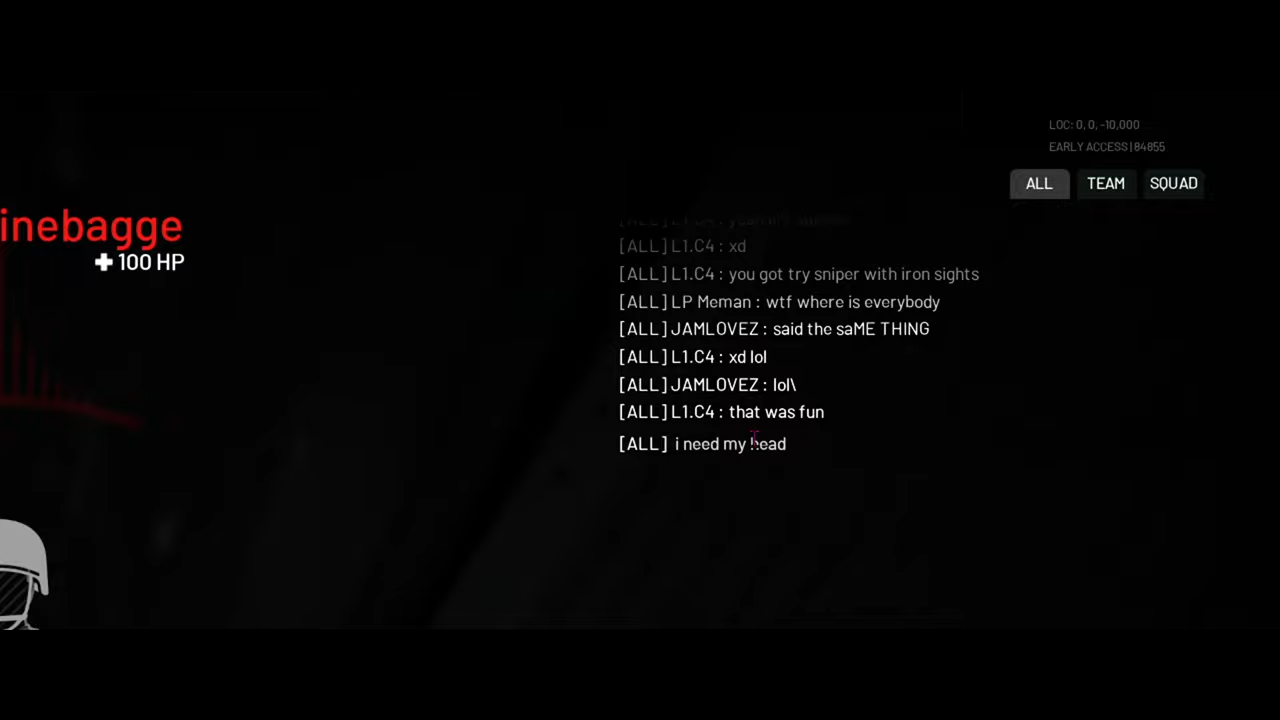 LOC: 0, 0, -10,000
EARLY ACCESS | 84855
ALL TEAM SQUAD
inebagge
100 HP
[ALL] L1.C4 : xd
[ALL] L1.C4 : you got try sniper with iron sights
[ALL] LP Meman : wtf where is everybody
[ALL] JAMLOVEZ : said the saME THING
[ALL] L1.C4 : xd lol
[ALL] JAMLOVEZ : lol\
[ALL] L1.C4 : that was fun
[ALL] i need my head